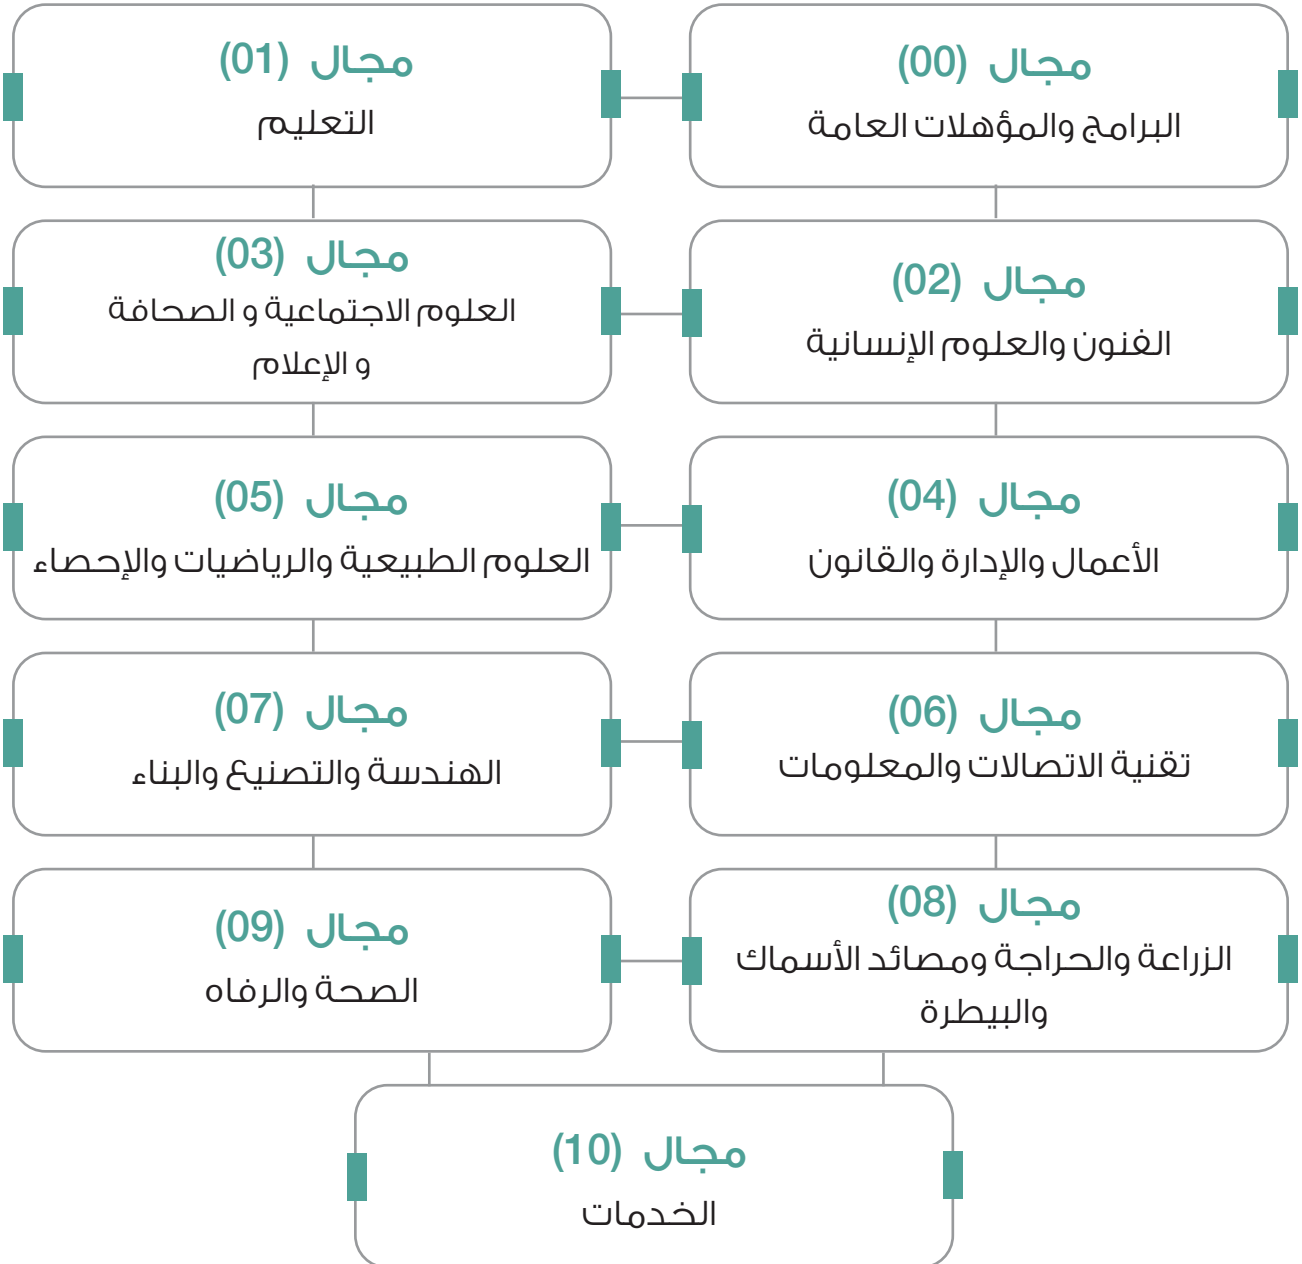 مجال (00)
البرامج والمؤهلات العامة
مجال (01)
التعليم
مجال (02)
الفنون والعلوم الإنسانية
مجال (03)
العلوم الاجتماعية و الصحافة
و الإعلام
مجال (04)
الأعمال والإدارة والقانون
مجال (05)
العلوم الطبيعية والرياضيات والإحصاء
مجال (06)
تقنية الاتصالات والمعلومات
مجال (07)
الهندسة والتصنيع والبناء
مجال (08)
الزراعة والحراجة ومصائد الأسماك
والبيطرة
مجال (09)
الصحة والرفاه
مجال (10)
الخدمات